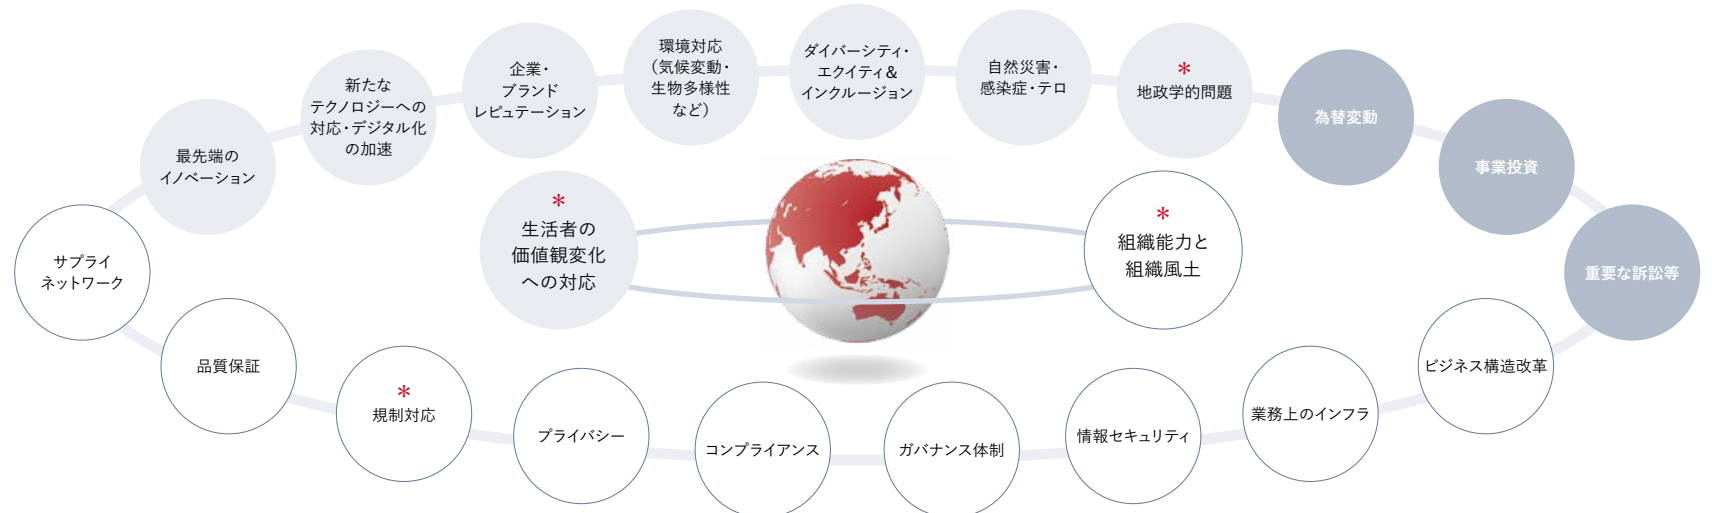 最先端の
イノベーション
新たな
テクノロジーへの
対応・デジタル化
の加速
企業・
ブランド
レピュテーション
環境対応
（気候変動・
生物多様性
など）
ダイバーシティ・
エクイティ＆
インクルージョン
自然災害・
感染症・テロ
＊
地政学的問題
為替変動
事業投資
重要な訴訟等
＊
生活者の
価値観変化
への対応
＊
組織能力と
組織風土
サプライ
ネットワーク
品質保証
＊
規制対応
プライバシー
コンプライアンス
ガバナンス体制
情報セキュリティ
業務上のインフラ
ビジネス構造改革